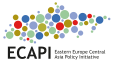 ECAPI Eastern Europe Central
Asia Policy Initiative